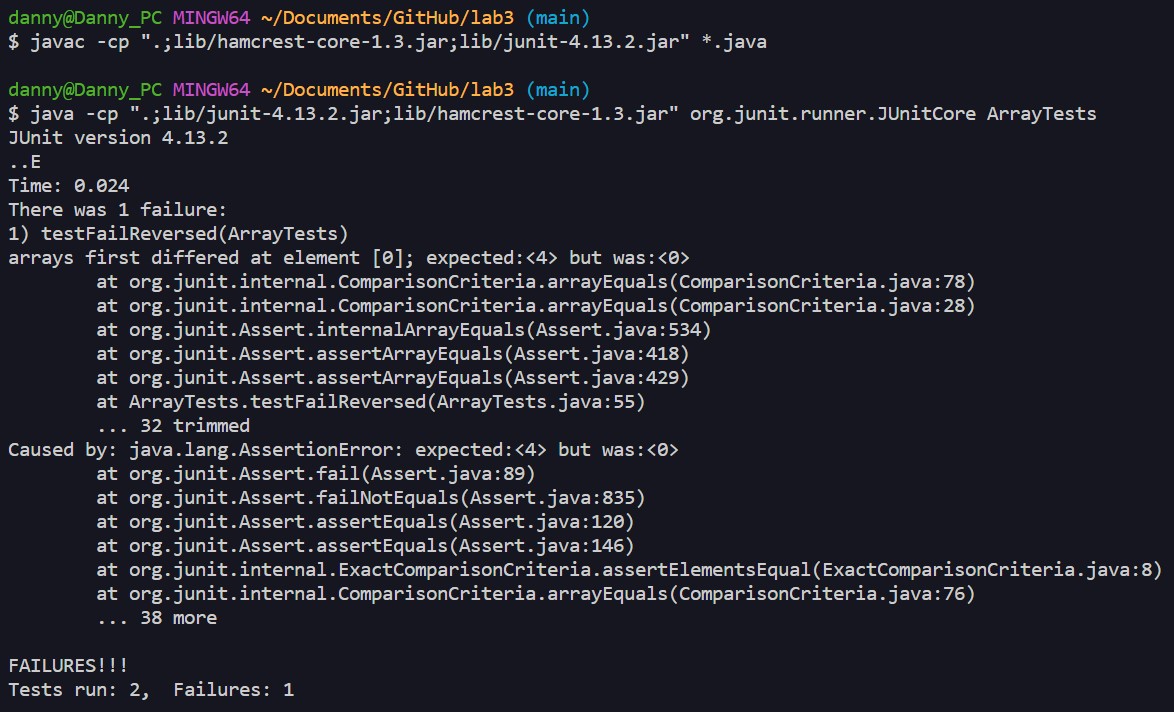 danny@Danny_PC MINGW64 ~/Documents/GitHub/lab3 (main)
$ javac -cp ".;lib/hamcrest-core-1.3.jar;lib/junit-4.13.2.jar" *.java

danny@Danny_PC MINGW64 ~/Documents/GitHub/lab3 (main)
$ java -cp ".;lib/junit-4.13.2.jar;lib/hamcrest-core-1.3.jar" org.junit.runner.JUnitCore ArrayTests
JUnit version 4.13.2
..E
Time: 0.024
There was 1 failure:
1) testFailReversed(ArrayTests)
arrays first differed at element [0]; expected:<4> but was:<0>
        at org.junit.internal.ComparisonCriteria.arrayEquals(ComparisonCriteria.java:78)
        at org.junit.internal.ComparisonCriteria.arrayEquals(ComparisonCriteria.java:28)
        at org.junit.Assert.internalArrayEquals(Assert.java:534)
        at org.junit.Assert.assertArrayEquals(Assert.java:418)
        at org.junit.Assert.assertArrayEquals(Assert.java:429)
        at ArrayTests.testFailReversed(ArrayTests.java:55)
        ... 32 trimmed
Caused by: java.lang.AssertionError: expected:<4> but was:<0>
        at org.junit.Assert.fail(Assert.java:89)
        at org.junit.Assert.failNotEquals(Assert.java:835)
        at org.junit.Assert.assertEquals(Assert.java:120)
        at org.junit.Assert.assertEquals(Assert.java:146)
        at org.junit.internal.ExactComparisonCriteria.assertElementsEqual(ExactComparisonCriteria.java:8)
        at org.junit.internal.ComparisonCriteria.arrayEquals(ComparisonCriteria.java:76)
        ... 38 more

FAILURES!!!
Tests run: 2,  Failures: 1